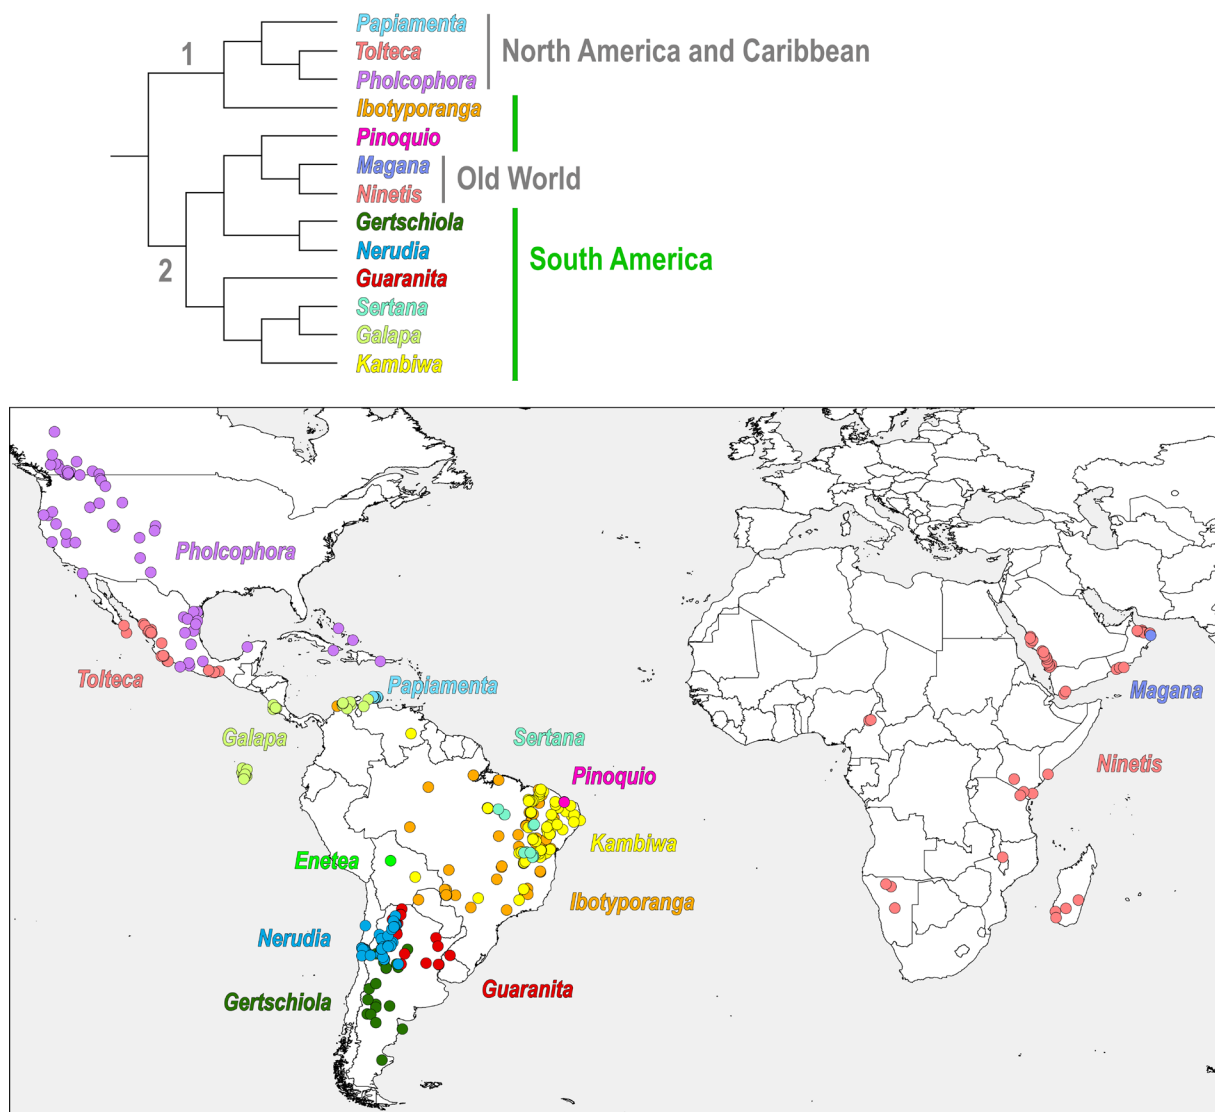 Papiamenta
1
Tolteca
North America and Caribbean
Pholcophora
Ibotyporanga
Pinoquio
Magana
Old World
Ninetis
Gertschiola
Nerudia
South America
2
Guaranita
Sertana
Galapa
Kambiwa
Pholcophora
Tolteca
Papiamenta
Magana
Galapa
Sertana
Ninetis
Pinoquio
Kambiwa
Enetea
Ibotyporanga
Nerudia
Guaranita
Gertschiola